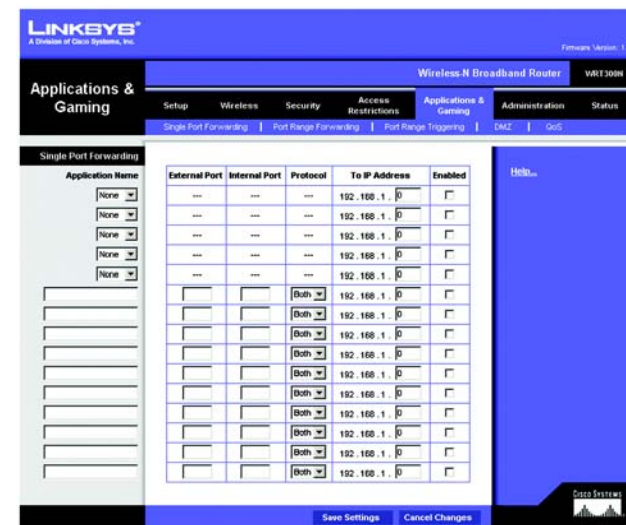 LINKSYS®
A Division of Cisco Systems, Inc.
Firmware Version: 1
Applications & Gaming
Wireless-N Broadband Router WRT300N
Setup Wireless Security Access Restrictions Applications & Gaming Administration Status
Single Port Forwarding | Port Range Forwarding | Port Range Triggering | DMZ | QoS
Single Port Forwarding
Application Name External Port Internal Port Protocol To IP Address Enabled
Help...
None --- --- --- 192.168.1. 0
None --- --- --- 192.168.1. 0
None --- --- --- 192.168.1. 0
None --- --- --- 192.168.1. 0
None --- --- --- 192.168.1. 0
Both 192.168.1. 0
Both 192.168.1. 0
Both 192.168.1. 0
Both 192.168.1. 0
Both 192.168.1. 0
Both 192.168.1. 0
Both 192.168.1. 0
Both 192.168.1. 0
Both 192.168.1. 0
Both 192.168.1. 0
Save Settings Cancel Changes
CISCO SYSTEMS